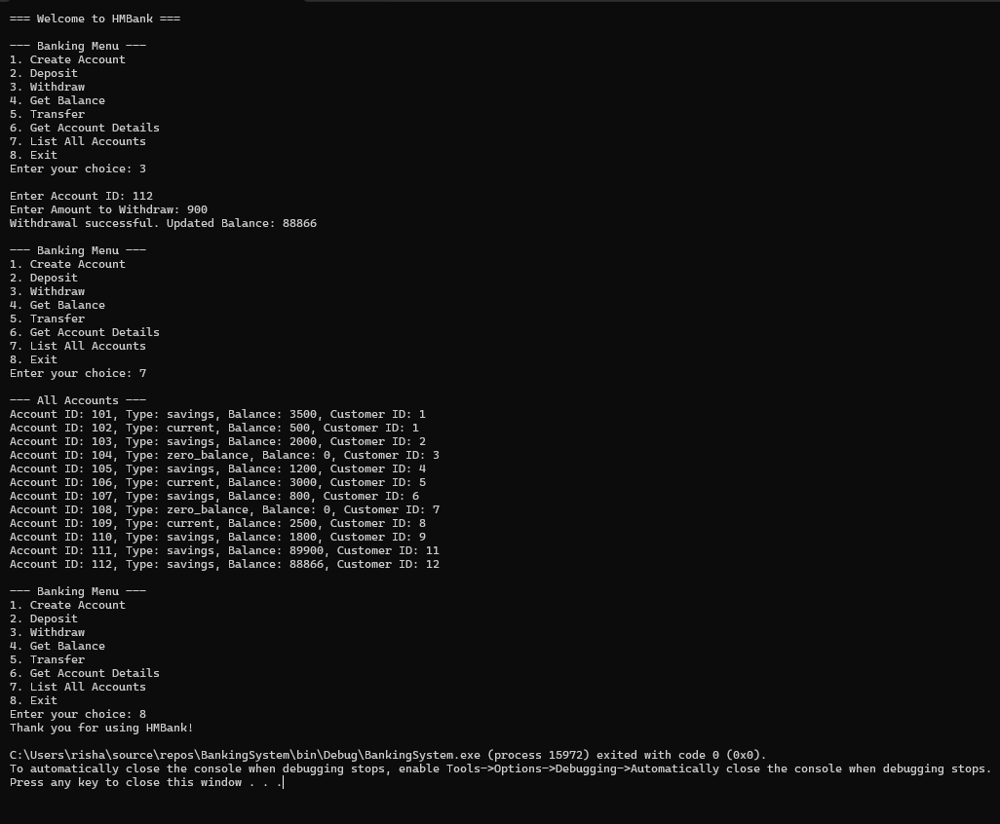 === Welcome to HMBank ===
--- Banking Menu ---
1. Create Account
2. Deposit
3. Withdraw
4. Get Balance
5. Transfer
6. Get Account Details
7. List All Accounts
8. Exit
Enter your choice: 3
Enter Account ID: 112
Enter Amount to Withdraw: 900
Withdrawal successful. Updated Balance: 88866
--- Banking Menu ---
1. Create Account
2. Deposit
3. Withdraw
4. Get Balance
5. Transfer
6. Get Account Details
7. List All Accounts
8. Exit
Enter your choice: 7
--- All Accounts ---
Account ID: 101, Type: savings, Balance: 3500, Customer ID: 1
Account ID: 102, Type: current, Balance: 500, Customer ID: 1
Account ID: 103, Type: savings, Balance: 2000, Customer ID: 2
Account ID: 104, Type: zero_balance, Balance: 0, Customer ID: 3
Account ID: 105, Type: savings, Balance: 1200, Customer ID: 4
Account ID: 106, Type: current, Balance: 3000, Customer ID: 5
Account ID: 107, Type: savings, Balance: 800, Customer ID: 6
Account ID: 108, Type: zero_balance, Balance: 0, Customer ID: 7
Account ID: 109, Type: current, Balance: 2500, Customer ID: 8
Account ID: 110, Type: savings, Balance: 1800, Customer ID: 9
Account ID: 111, Type: savings, Balance: 89900, Customer ID: 11
Account ID: 112, Type: savings, Balance: 88866, Customer ID: 12
--- Banking Menu ---
1. Create Account
2. Deposit
3. Withdraw
4. Get Balance
5. Transfer
6. Get Account Details
7. List All Accounts
8. Exit
Enter your choice: 8
Thank you for using HMBank!
C:\Users\risha\source\repos\BankingSystem\bin\Debug\BankingSystem.exe (process 15972) exited with code 0 (0x0).
To automatically close the console when debugging stops, enable Tools->Options->Debugging->Automatically close the console when debugging stops.
Press any key to close this window . . .